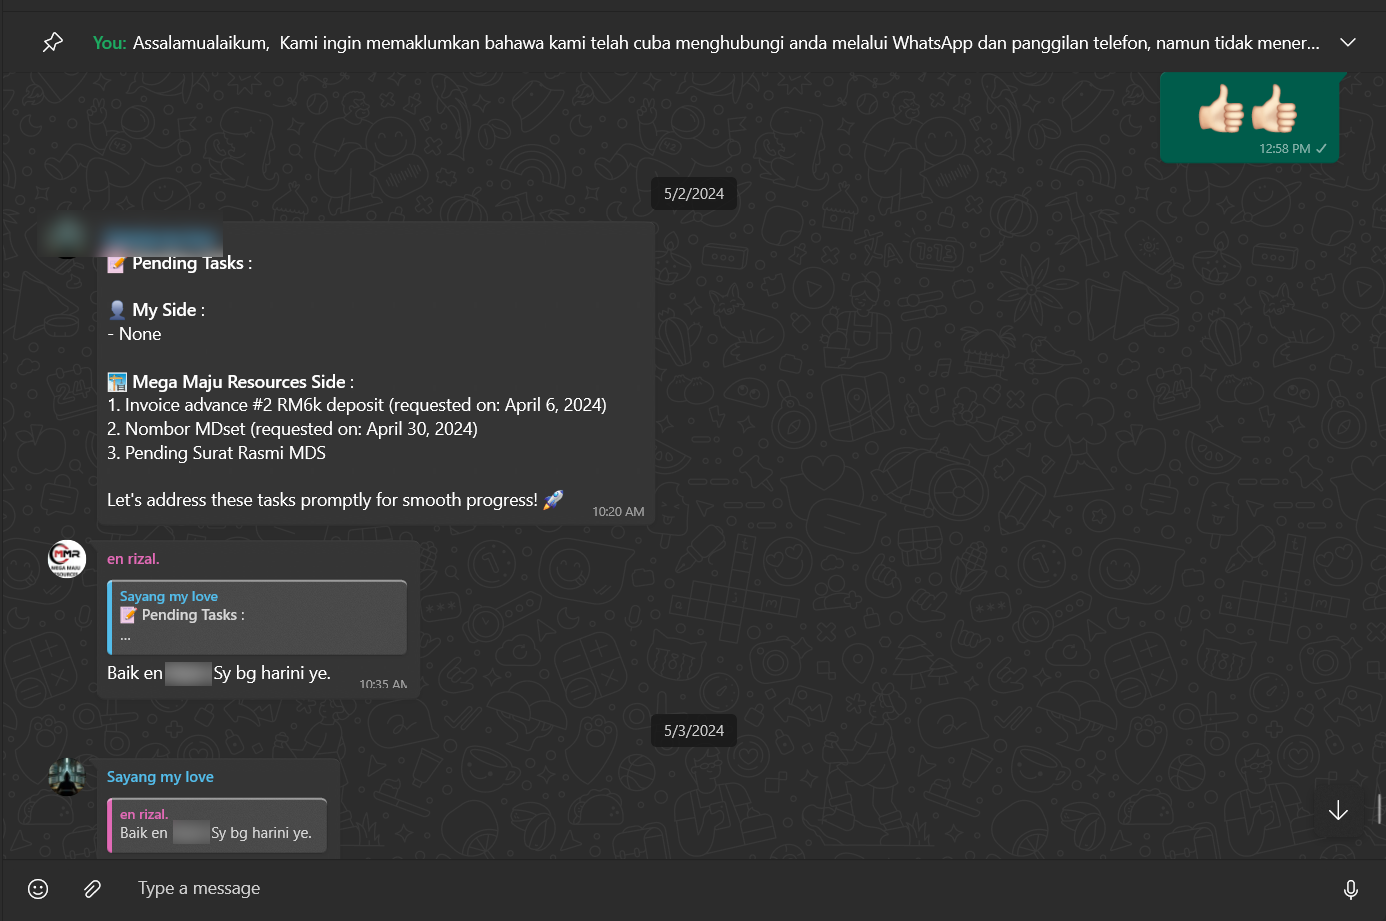 You: Assalamualaikum, Kami ingin memaklumkan bahawa kami telah cuba menghubungi anda melalui WhatsApp dan panggilan telefon, namun tidak mener...
👍🏻👍🏻
12:58 PM ✓
5/2/2024
📝 Pending Tasks :
👤 My Side :
- None
🏗️ Mega Maju Resources Side :
1. Invoice advance #2 RM6k deposit (requested on: April 6, 2024)
2. Nombor MDset (requested on: April 30, 2024)
3. Pending Surat Rasmi MDS
Let's address these tasks promptly for smooth progress! 🚀
10:20 AM
MMR
MEGA MAJU
RESOURCES
en rizal.
Sayang my love
📝 Pending Tasks :
...
Baik en Sy bg harini ye.
10:35 AM
5/3/2024
Sayang my love
en rizal.
Baik en Sy bg harini ye.
Type a message